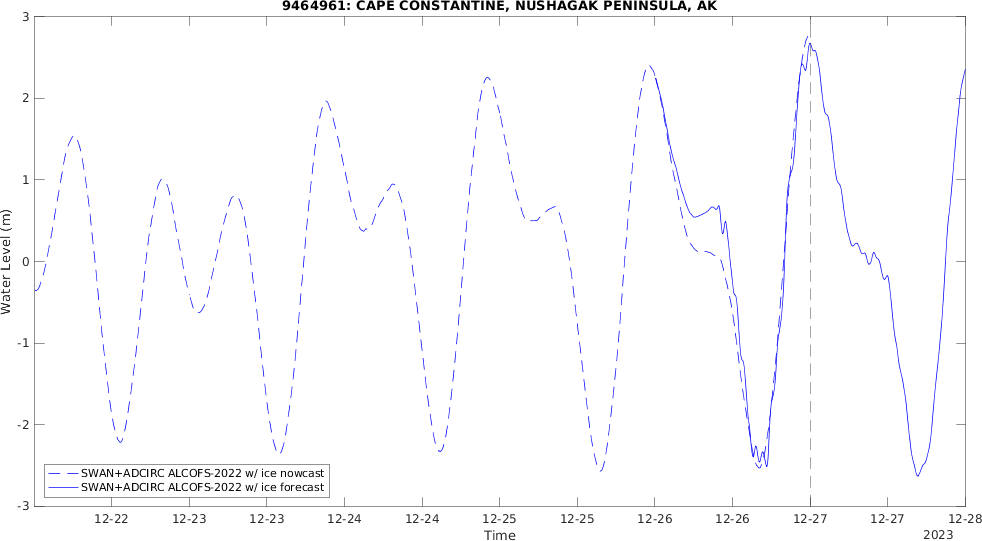 9464961: CAPE CONSTANTINE, NUSHAGAK PENINSULA, AK
3
2
1
0
-1
-2
-3
Water Level (m)
SWAN+ADCIRC ALCOFS-2022 w/ ice nowcast
SWAN+ADCIRC ALCOFS-2022 w/ ice forecast
12-22 12-23 12-23 12-24 12-24 12-25 12-25 12-26 12-26 12-27 12-27 12-28
Time
2023